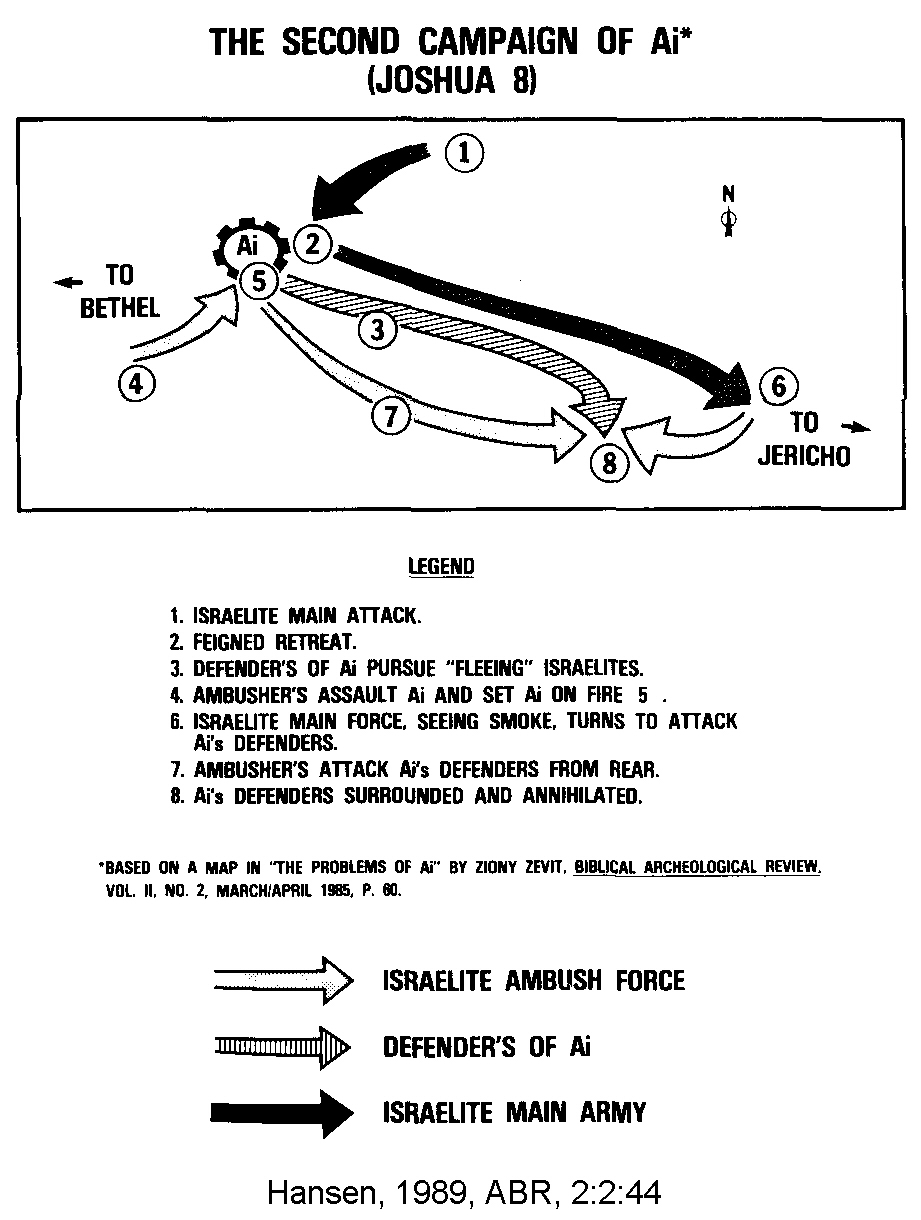 THE SECOND CAMPAIGN OF Ai*
(JOSHUA 8)
1
N
Ai
2
5
TO
BETHEL
3
4
6
7
TO
JERICHO
8
LEGEND
1. ISRAELITE MAIN ATTACK.
2. FEIGNED RETREAT.
3. DEFENDER'S OF Ai PURSUE "FLEEING" ISRAELITES.
4. AMBUSHER'S ASSAULT Ai AND SET Ai ON FIRE 5 .
6. ISRAELITE MAIN FORCE, SEEING SMOKE, TURNS TO ATTACK
Ai's DEFENDERS.
7. AMBUSHER'S ATTACK Ai's DEFENDERS FROM REAR.
8. Ai's DEFENDERS SURROUNDED AND ANNIHILATED.
*BASED ON A MAP IN "THE PROBLEMS OF Ai" BY ZIONY ZEVIT, BIBLICAL ARCHEOLOGICAL REVIEW,
VOL. II, NO. 2, MARCH/APRIL 1985, P. 60.
ISRAELITE AMBUSH FORCE
DEFENDER'S OF Ai
ISRAELITE MAIN ARMY
Hansen, 1989, ABR, 2:2:44